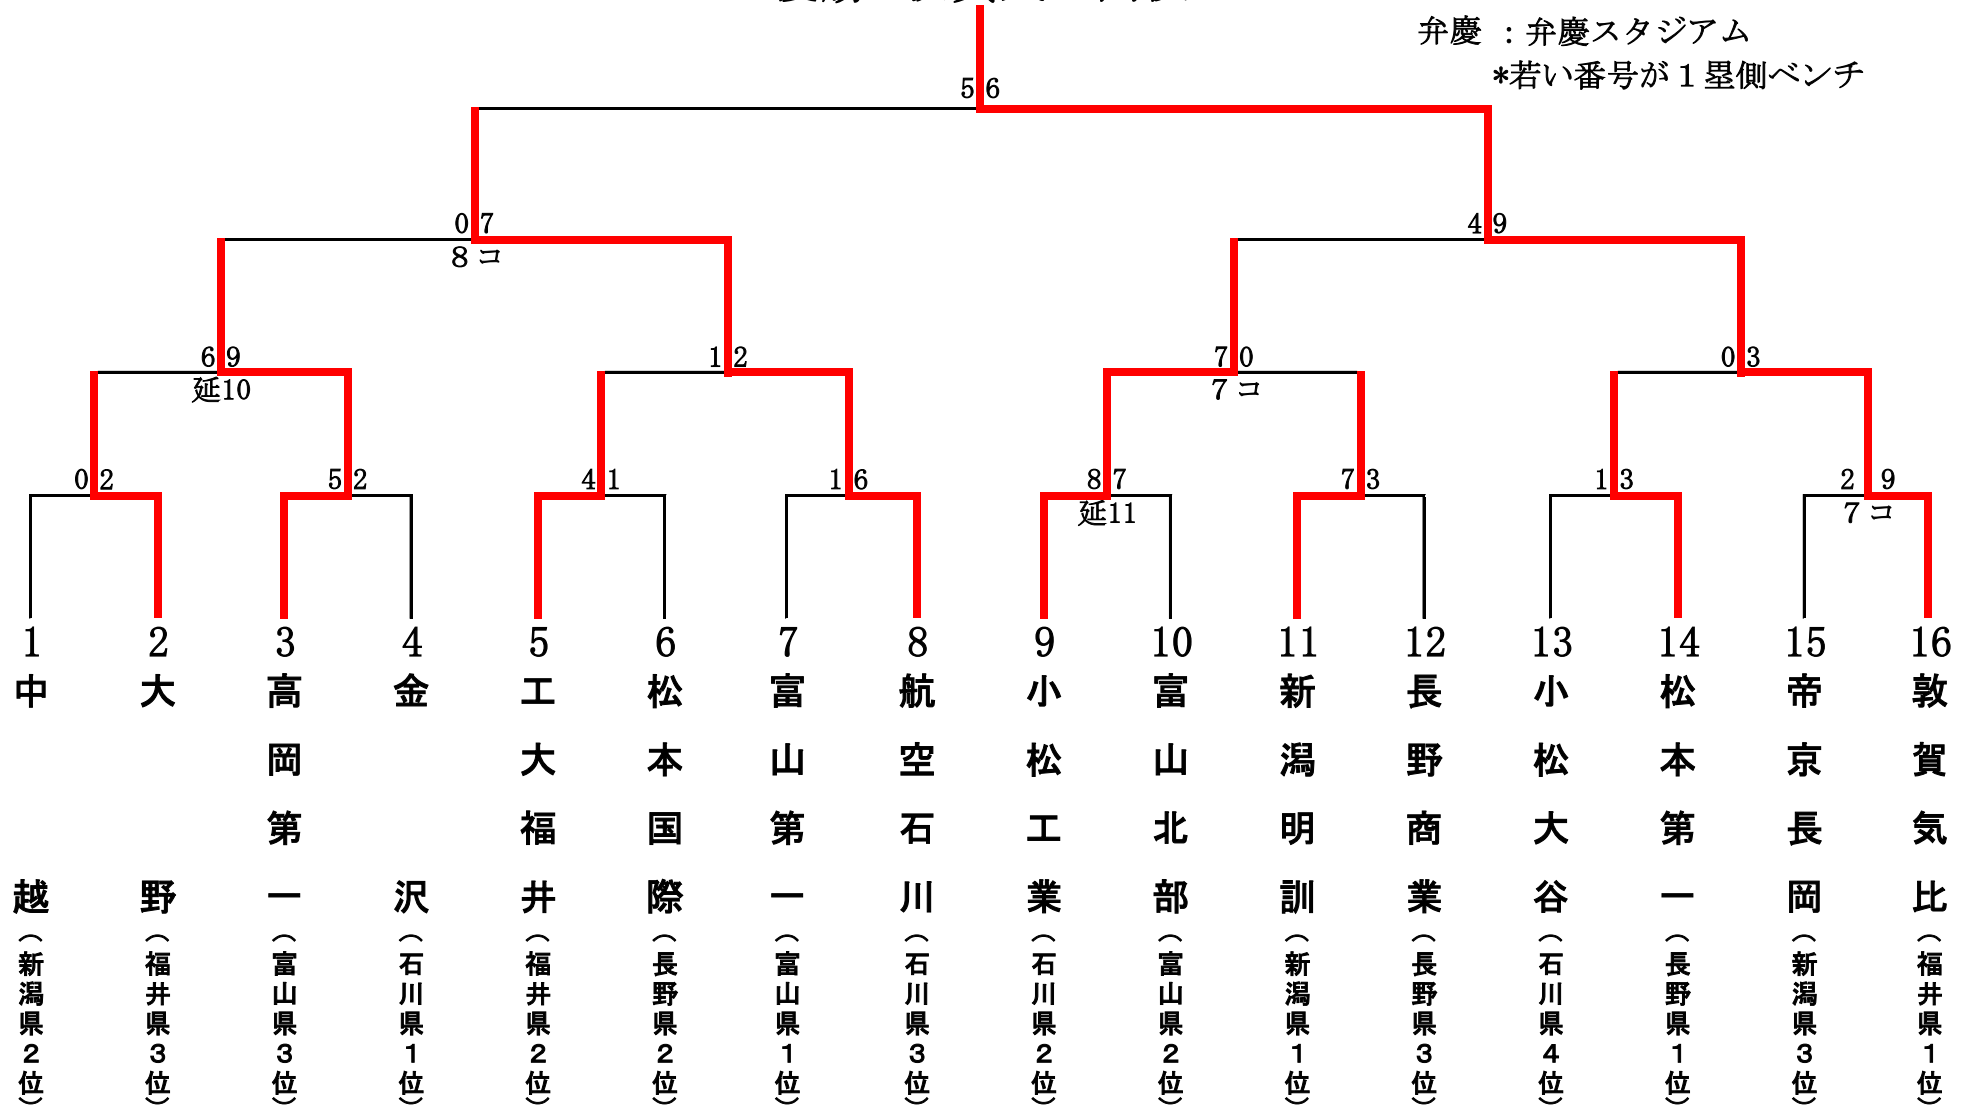 弁慶 ：弁慶スタジアム
*若い番号が１塁側ベンチ
5 6
0 7
8コ
4 9
6 9
延10
1 2
7 0
7コ
0 3
0 2
5 2
4 1
1 6
8 7
延11
7 3
1 3
2 9
7コ
1 2 3 4 5 6 7 8 9 10 11 12 13 14 15 16
中越（新潟県２位）
大野（福井県３位）
高岡第一（富山県３位）
金沢（石川県１位）
工大福井（福井県２位）
松本国際（長野県２位）
富山第一（富山県１位）
航空石川（石川県３位）
小松工業（石川県２位）
富山北部（富山県２位）
新潟明訓（新潟県１位）
長野商業（長野県３位）
小松大谷（石川県４位）
松本第一（長野県１位）
帝京長岡（新潟県３位）
敦賀気比（福井県１位）